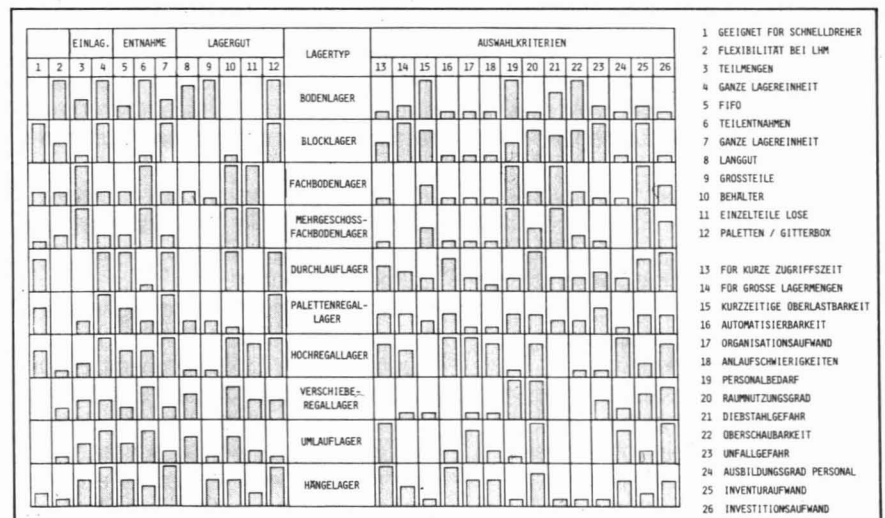 EINLAG. ENTNAHME LAGERGUT LAGERTYP AUSWAHLKRITERIEN
1 2 3 4 5 6 7 8 9 10 11 12 13 14 15 16 17 18 19 20 21 22 23 24 25 26
BODENLAGER
BLOCKLAGER
FACHBODENLAGER
MEHRGESCHOSS-
FACHBODENLAGER
DURCHLAUFLAGER
PALETTENREGAL-
LAGER
HOCHREGALLAGER
VERSCHIEBE-
REGALLAGER
UMLAUFLAGER
HÄNGELAGER
1 GEEIGNET FÜR SCHNELLDREHER
2 FLEXIBILITÄT BEI LHM
3 TEILMENGEN
4 GANZE LAGEREINHEIT
5 FIFO
6 TEILENTNAHMEN
7 GANZE LAGEREINHEIT
8 LANGGUT
9 GROSSTEILE
10 BEHÄLTER
11 EINZELTEILE LOSE
12 PALETTEN / GITTERBOX
13 FÜR KURZE ZUGRIFFSZEIT
14 FÜR GROSSE LAGERMENGEN
15 KURZZEITIGE ÜBERLASTBARKEIT
16 AUTOMATISIERBARKEIT
17 ORGANISATIONSAUFWAND
18 ANLAUFSCHWIERIGKEITEN
19 PERSONALBEDARF
20 RAUMNUTZUNGSGRAD
21 DIEBSTAHLGEFAHR
22 ÜBERSCHAUBARKEIT
23 UNFALLGEFAHR
24 AUSBILDUNGSGRAD PERSONAL
25 INVENTURAUFWAND
26 INVESTITIONSAUFWAND